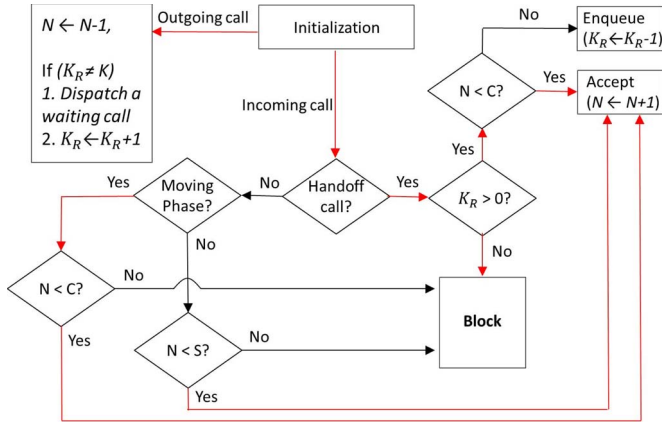 N ← N-1,
If (K_R ≠ K)
1. Dispatch a
waiting call
2. K_R←K_R+1
Outgoing call
Initialization
Incoming call
No
Enqueue
(K_R←K_R-1)
N < C?
Yes
Accept
(N ← N+1)
Yes
Yes
Moving
Phase?
No
Handoff
call?
Yes
K_R > 0?
No
No
N < C?
No
Block
Yes
N < S?
No
Yes